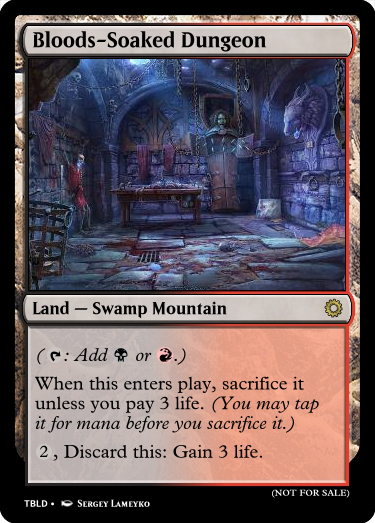 Bloods-Soaked Dungeon
Land — Swamp Mountain
( : Add or .)
When this enters play, sacrifice it
unless you pay 3 life. (You may tap
it for mana before you sacrifice it.)
2 , Discard this: Gain 3 life.
(NOT FOR SALE)
TBLD • Sergey Lameyko